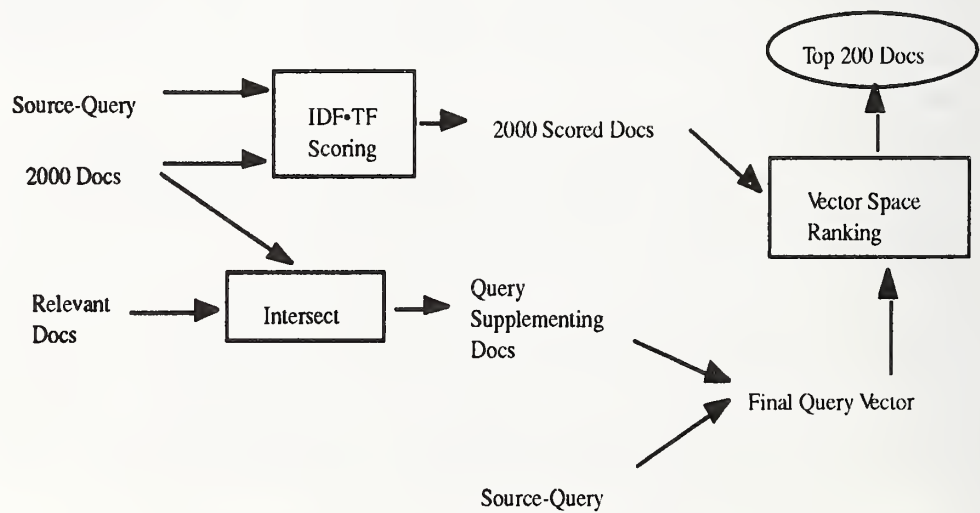 Top 200 Docs
Source-Query
IDF•TF
Scoring
2000 Scored Docs
2000 Docs
Vector Space
Ranking
Relevant
Docs
Intersect
Query
Supplementing
Docs
Final Query Vector
Source-Query